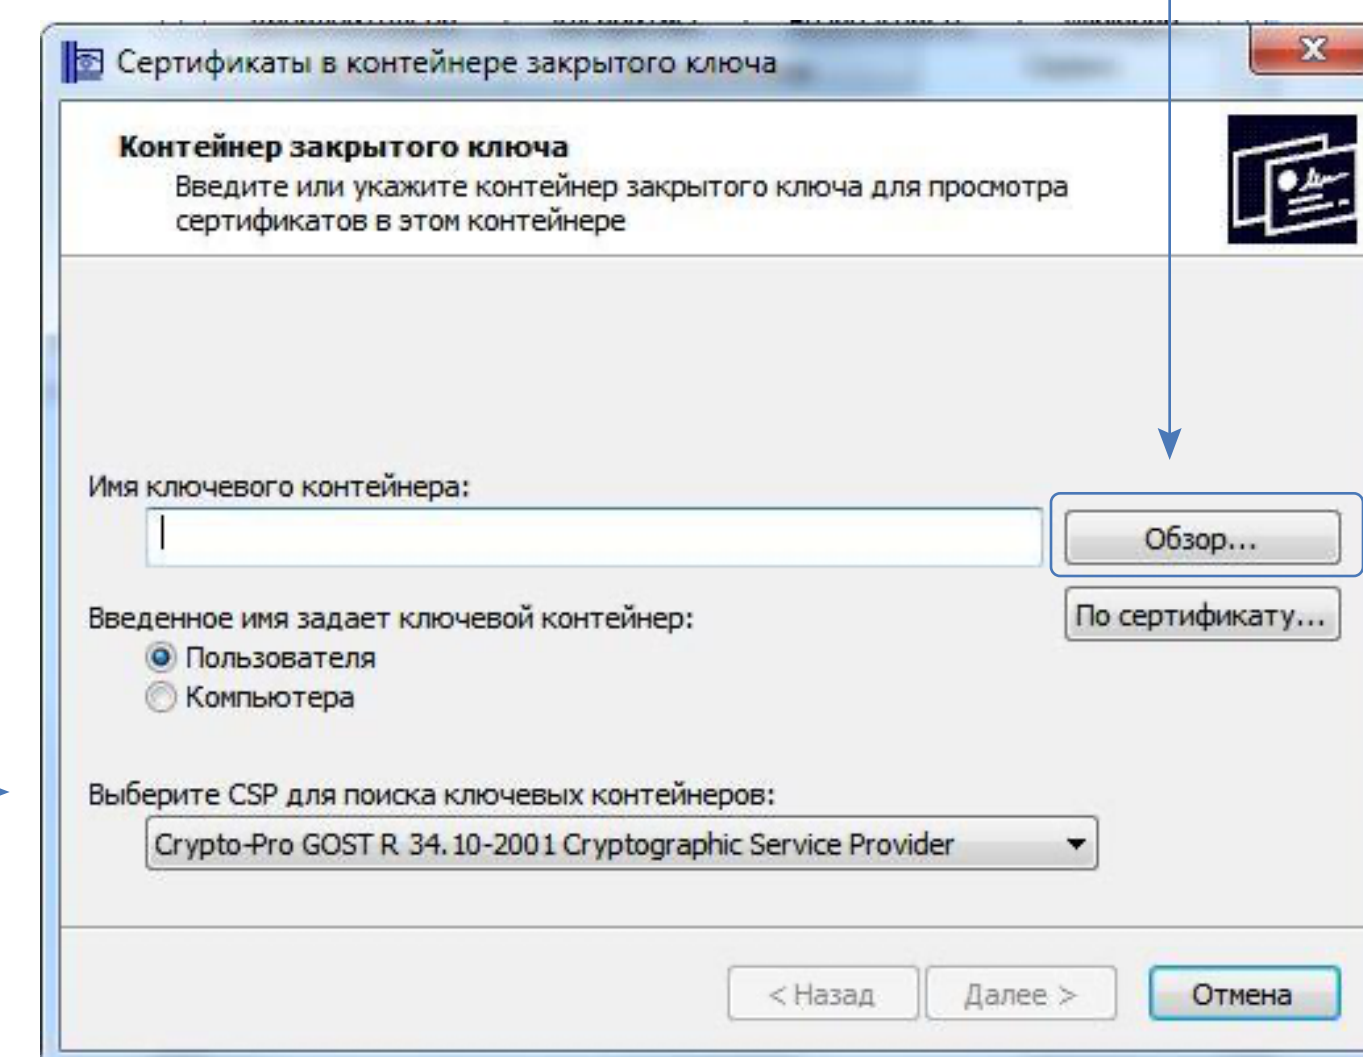 Сертификаты в контейнере закрытого ключа
Контейнер закрытого ключа
Введите или укажите контейнер закрытого ключа для просмотра
сертификатов в этом контейнере
Имя ключевого контейнера:
Обзор...
По сертификату...
Введенное имя задает ключевой контейнер:
Пользователя
Компьютера
Выберите CSP для поиска ключевых контейнеров:
Crypto-Pro GOST R 34.10-2001 Cryptographic Service Provider
< Назад
Далее >
Отмена